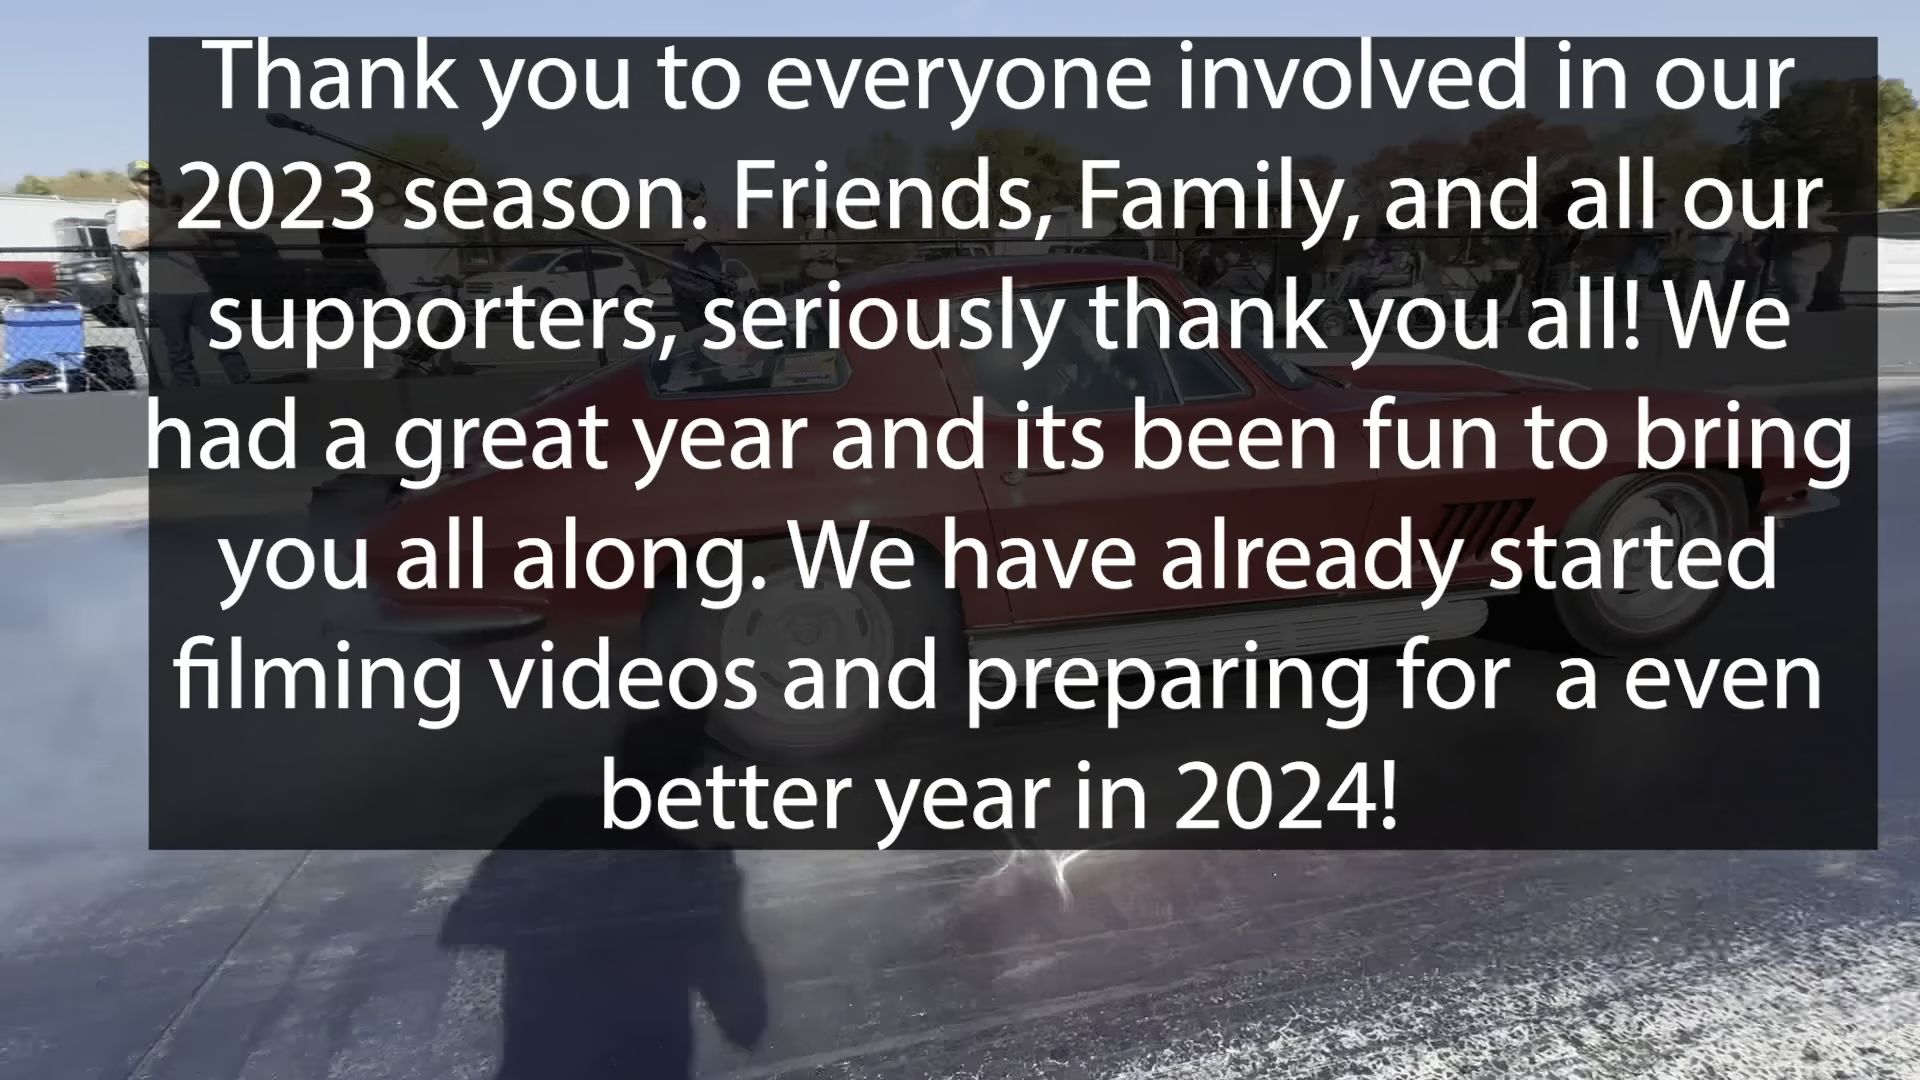 Thank you to everyone involved in our
2023 season. Friends, Family, and all our
supporters, seriously thank you all! We
had a great year and its been fun to bring
you all along. We have already started
filming videos and preparing for  a even
better year in 2024!